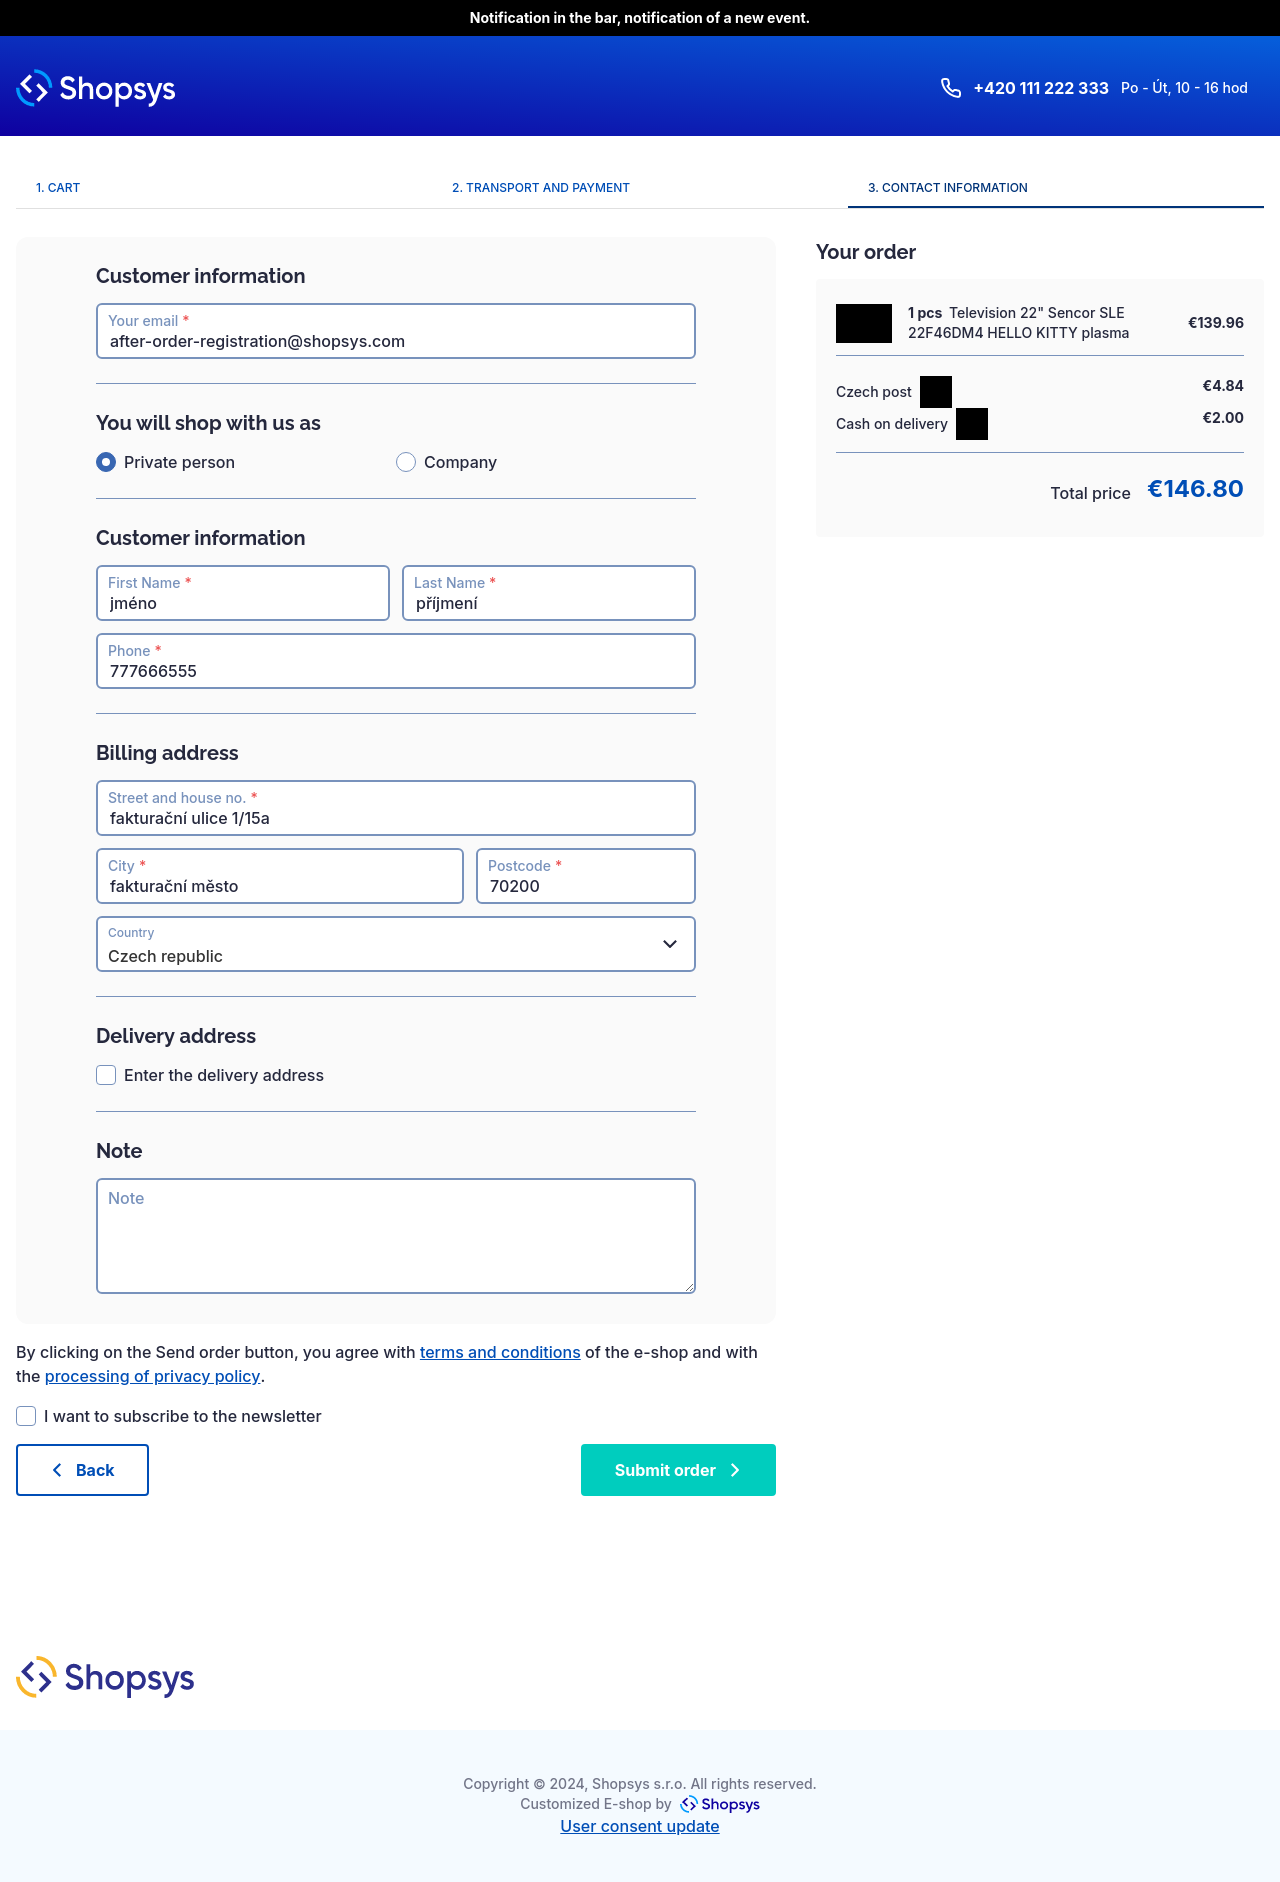 Notification in the bar, notification of a new event.
Shopsys
+420 111 222 333 Po - Út, 10 - 16 hod
1. CART
2. TRANSPORT AND PAYMENT
3. CONTACT INFORMATION
Customer information
Your email *
after-order-registration@shopsys.com
You will shop with us as
Private person
Company
Customer information
First Name *
jméno
Last Name *
příjmení
Phone *
777666555
Billing address
Street and house no. *
fakturační ulice 1/15a
City *
fakturační město
Postcode *
70200
Country
Czech republic
Delivery address
Enter the delivery address
Note
Note
By clicking on the Send order button, you agree with terms and conditions of the e-shop and with
the processing of privacy policy.
I want to subscribe to the newsletter
Back
Submit order
Your order
1 pcs Television 22" Sencor SLE
22F46DM4 HELLO KITTY plasma
€139.96
Czech post
€4.84
Cash on delivery
€2.00
Total price €146.80
Shopsys
Copyright © 2024, Shopsys s.r.o. All rights reserved.
Customized E-shop by Shopsys
User consent update